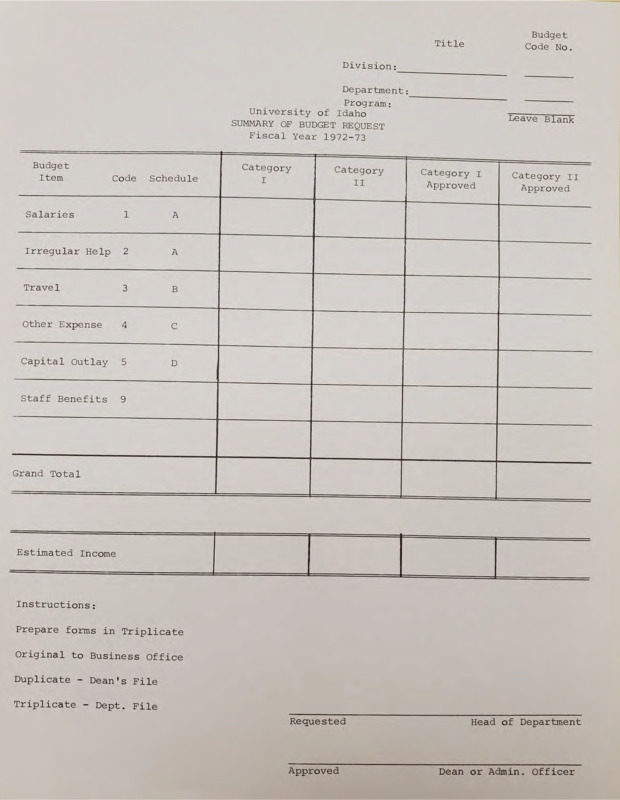 Title
Budget
Code No.
Division:
Department:
Program:
Leave Blank
University of Idaho
SUMMARY OF BUDGET REQUEST
Fiscal Year 1972-73
Budget Item Code Schedule Category I Category II Category I Approved Category II Approved
Salaries 1 A
Irregular Help 2 A
Travel 3 B
Other Expense 4 C
Capital Outlay 5 D
Staff Benefits 9
Grand Total
Estimated Income
Instructions:
Prepare forms in Triplicate
Original to Business Office
Duplicate - Dean's File
Triplicate - Dept. File
Requested Head of Department
Approved Dean or Admin. Officer